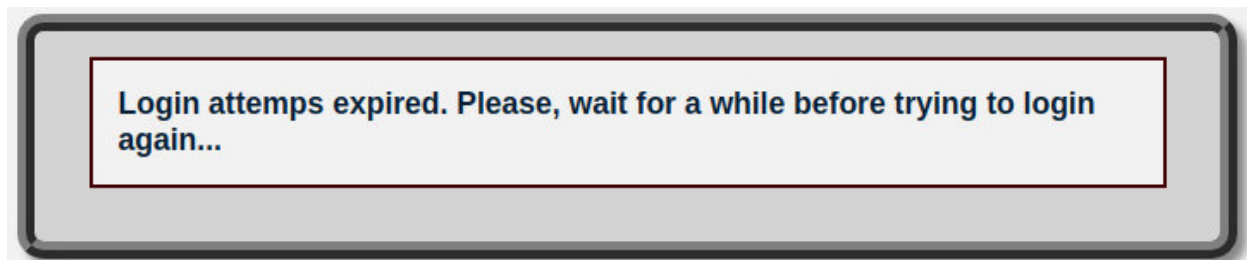 Login attemps expired. Please, wait for a while before trying to login
again...